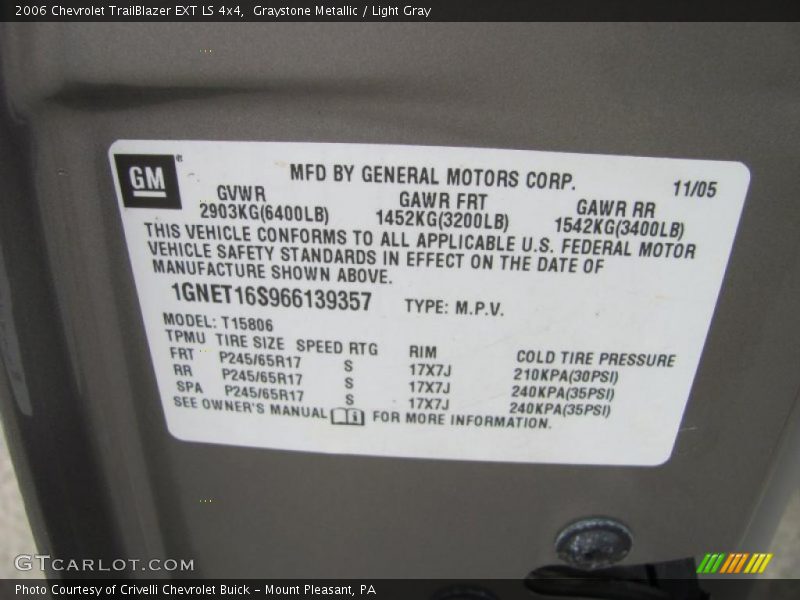 2006 Chevrolet TrailBlazer EXT LS 4x4,  Graystone Metallic / Light Gray
GM®
MFD BY GENERAL MOTORS CORP.
11/05
GVWR GAWR FRT GAWR RR
2903KG(6400LB) 1452KG(3200LB) 1542KG(3400LB)
THIS VEHICLE CONFORMS TO ALL APPLICABLE U.S. FEDERAL MOTOR
VEHICLE SAFETY STANDARDS IN EFFECT ON THE DATE OF
MANUFACTURE SHOWN ABOVE.
1GNET16S966139357 TYPE: M.P.V.
MODEL: T15806
TPMU TIRE SIZE SPEED RTG RIM COLD TIRE PRESSURE
FRT P245/65R17 S 17X7J 210KPA(30PSI)
RR P245/65R17 S 17X7J 240KPA(35PSI)
SPA P245/65R17 S 17X7J 240KPA(35PSI)
SEE OWNER'S MANUAL FOR MORE INFORMATION.
GTCARLOT.COM
Photo Courtesy of Crivelli Chevrolet Buick - Mount Pleasant, PA